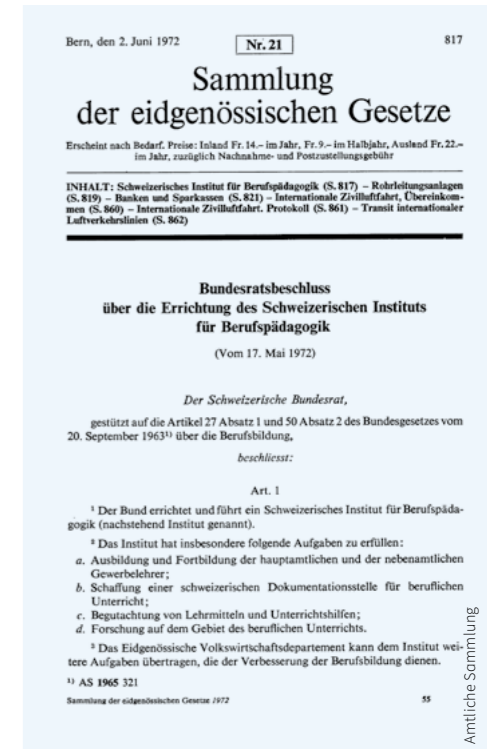 Bern, den 2. Juni 1972
Nr. 21
817
Sammlung
der eidgenössischen Gesetze
Erscheint nach Bedarf. Preise: Inland Fr. 14.– im Jahr, Fr. 9.– im Halbjahr, Ausland Fr. 22.–
im Jahr, zuzüglich Nachnahme- und Postzustellungsgebühr
INHALT: Schweizerisches Institut für Berufspädagogik (S. 817) – Rohrleitungsanlagen
(S. 819) – Banken und Sparkassen (S. 821) – Internationale Zivilluftfahrt, Übereinkom-
men (S. 860) – Internationale Zivilluftfahrt. Protokoll (S. 861) – Transit internationaler
Luftverkehrslinien (S. 862)
Bundesratsbeschluss
über die Errichtung des Schweizerischen Instituts
für Berufspädagogik
(Vom 17. Mai 1972)
Der Schweizerische Bundesrat,
gestützt auf die Artikel 27 Absatz 1 und 50 Absatz 2 des Bundesgesetzes vom
20. September 1963¹⁾ über die Berufsbildung,
beschliesst:
Art. 1
¹ Der Bund errichtet und führt ein Schweizerisches Institut für Berufspäda-
gogik (nachstehend Institut genannt).
² Das Institut hat insbesondere folgende Aufgaben zu erfüllen:
a. Ausbildung und Fortbildung der hauptamtlichen und der nebenamtlichen
Gewerbelehrer;
b. Schaffung einer schweizerischen Dokumentationsstelle für beruflichen
Unterricht;
c. Begutachtung von Lehrmitteln und Unterrichtshilfen;
d. Forschung auf dem Gebiet des beruflichen Unterrichts.
³ Das Eidgenössische Volkswirtschaftsdepartement kann dem Institut wei-
tere Aufgaben übertragen, die der Verbesserung der Berufsbildung dienen.
¹⁾ AS 1965 321
Sammlung der eidgenössischen Gesetze 1972
55
Amtliche Sammlung